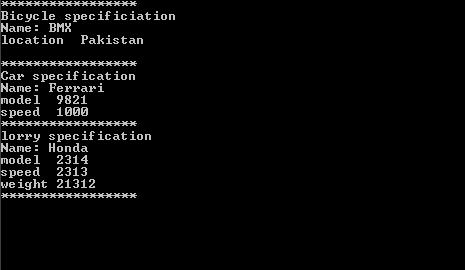 *****************
Bicycle specificiation
Name: BMX
location  Pakistan

*****************
Car specification
Name: Ferrari
model  9821
speed  1000
*****************
lorry specification
Name: Honda
model  2314
speed  2313
weight 21312
*****************